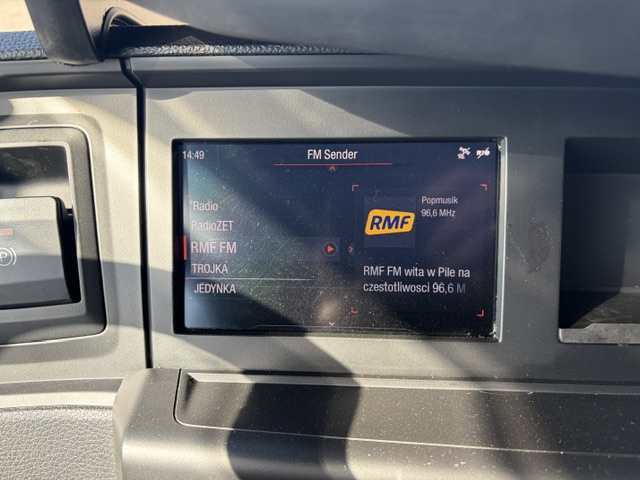 14:49
FM Sender
Radio
RadioZET
RMF FM
TROJKA
JEDYNKA
RMF
Popmusik
96,6 MHz
RMF FM wita w Pile na
czestotliwosci 96,6 M
(P)